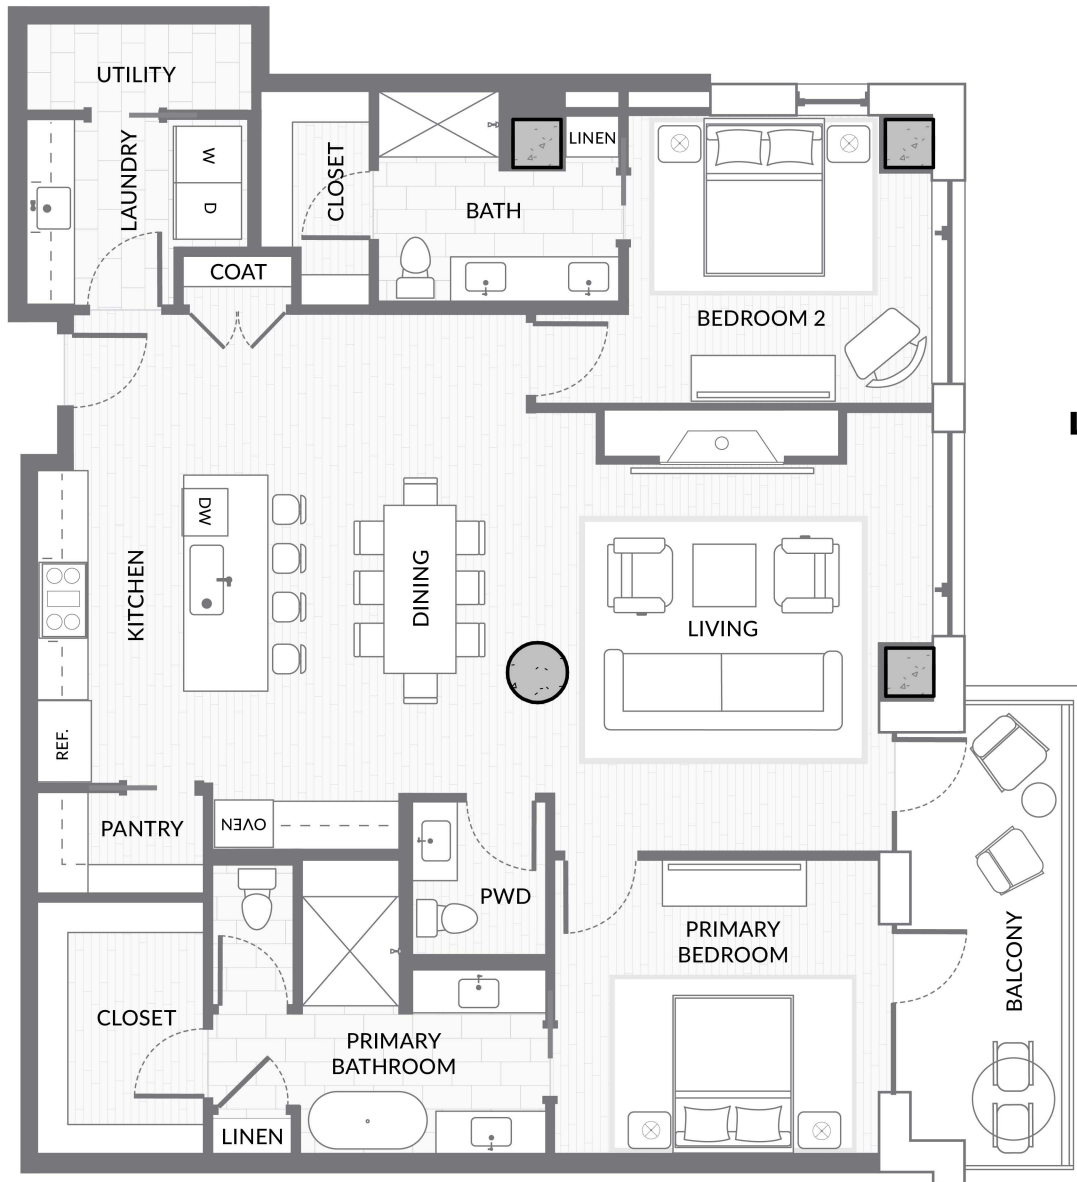 UTILITY
LAUNDRY
W
D
CLOSET
LINEN
BATH
COAT
BEDROOM 2
DW
KITCHEN
DINING
LIVING
REF.
PANTRY
OVEN
PWD
PRIMARY
BEDROOM
BALCONY
CLOSET
PRIMARY
BATHROOM
LINEN